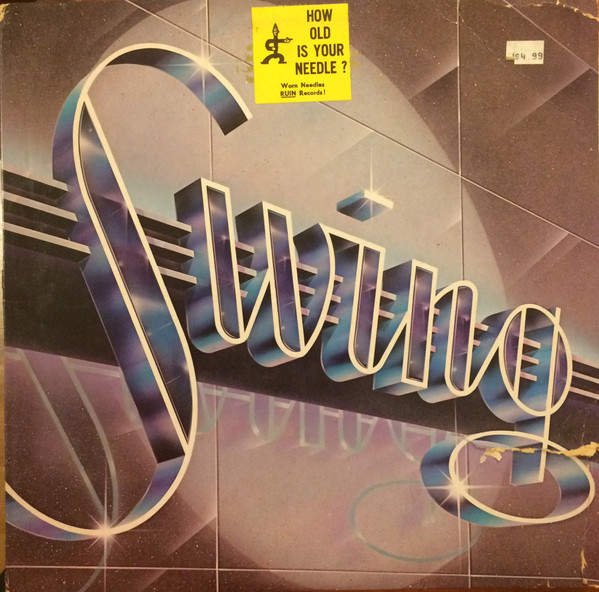 HOW
OLD
IS YOUR
NEEDLE?
Worn Needles
RUIN Records!
Swing